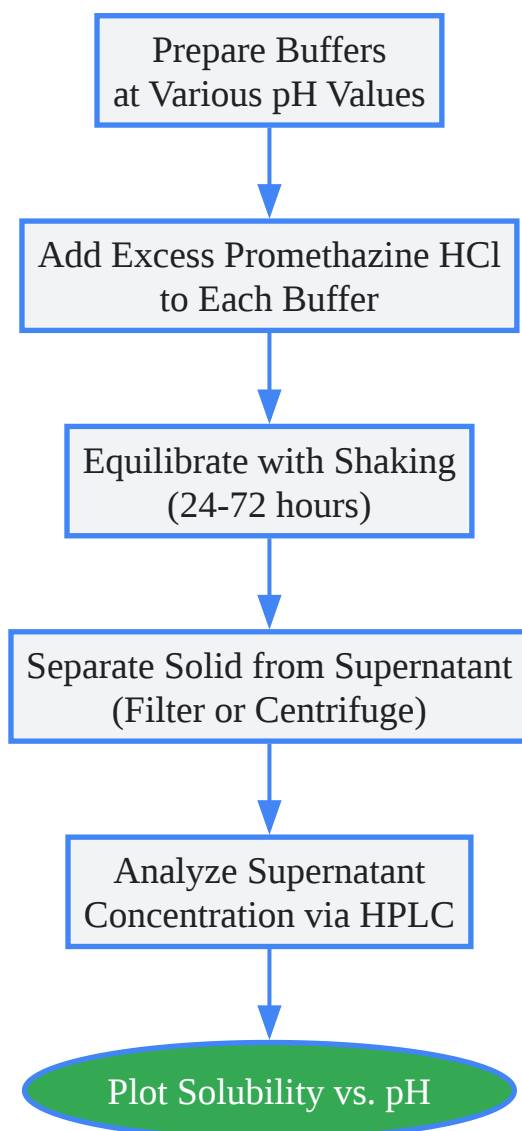 Prepare Buffers
at Various pH Values
Add Excess Promethazine HCl
to Each Buffer
Equilibrate with Shaking
(24-72 hours)
Separate Solid from Supernatant
(Filter or Centrifuge)
Analyze Supernatant
Concentration via HPLC
Plot Solubility vs. pH